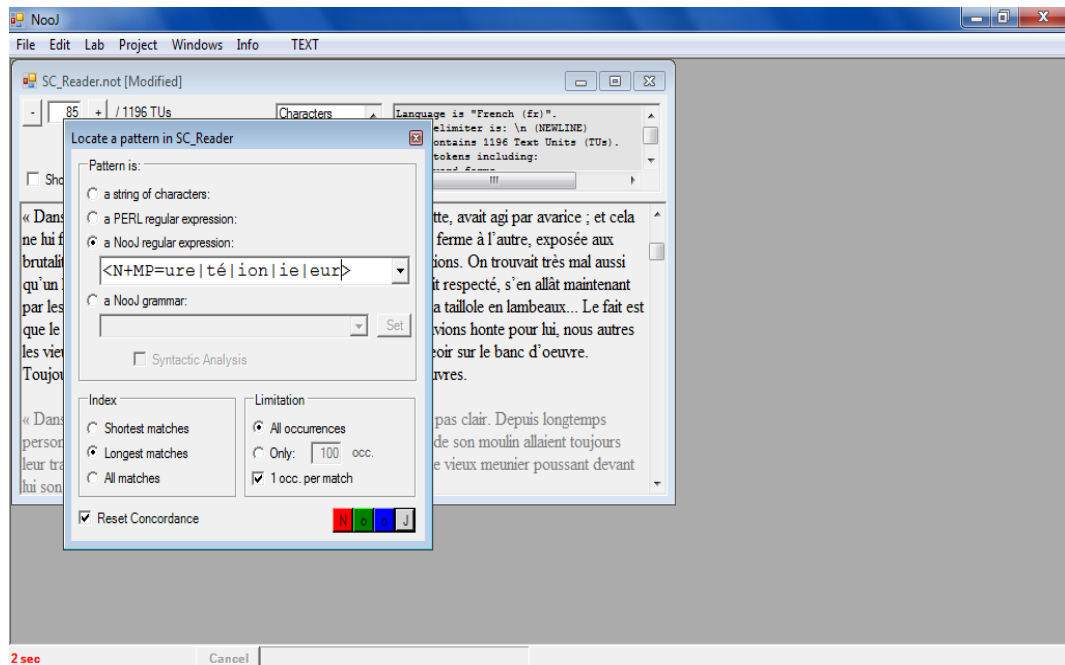 NooJ
File Edit Lab Project Windows Info TEXT
SC_Reader.not [Modified]
- 85 + / 1196 TUs
Characters
Language is "French (fr)".
elimiter is: \n (NEWLINE)
ontains 1196 Text Units (TUs).
tokens including:
Sho
Locate a pattern in SC_Reader
Pattern is:
a string of characters:
a PERL regular expression:
a NooJ regular expression:
<N+MP=ure|té|ion|ie|eur>
a NooJ grammar:
Set
Syntactic Analysis
Index
Shortest matches
Longest matches
All matches
Limitation
All occurrences
Only: 100 occ.
1 occ. per match
Reset Concordance
N o o J
« Dans
ne lui f
brutalit
qu'un l
par les
que le
les vieu
Toujou
« Dans
person
leur tra
lui son
tte, avait agi par avarice ; et cela
ferme à l'autre, exposée aux
ions. On trouvait très mal aussi
it respecté, s'en allât maintenant
a taillole en lambeaux... Le fait est
vions honte pour lui, nous autres
eoir sur le banc d'oeuvre.
uvres.
pas clair. Depuis longtemps
de son moulin allaient toujours
e vieux meunier poussant devant
2 sec
Cancel